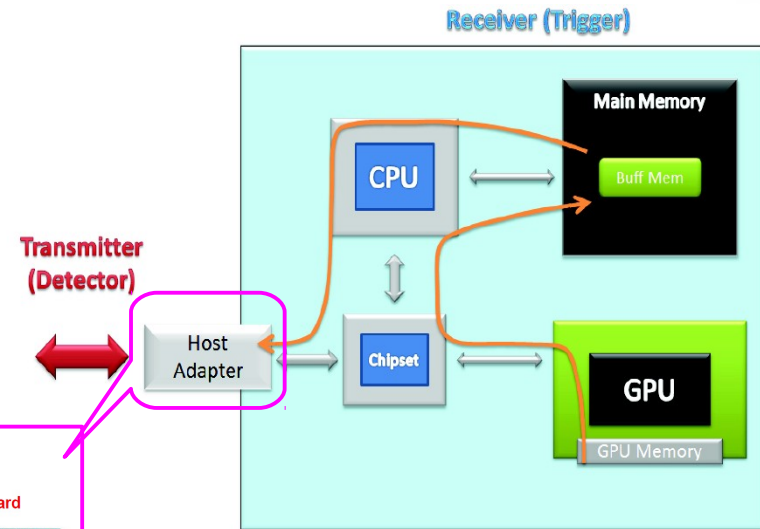 Receiver (Trigger)
Main Memory
CPU
Buff Mem
Transmitter
(Detector)
Host
Adapter
Chipset
GPU
GPU Memory